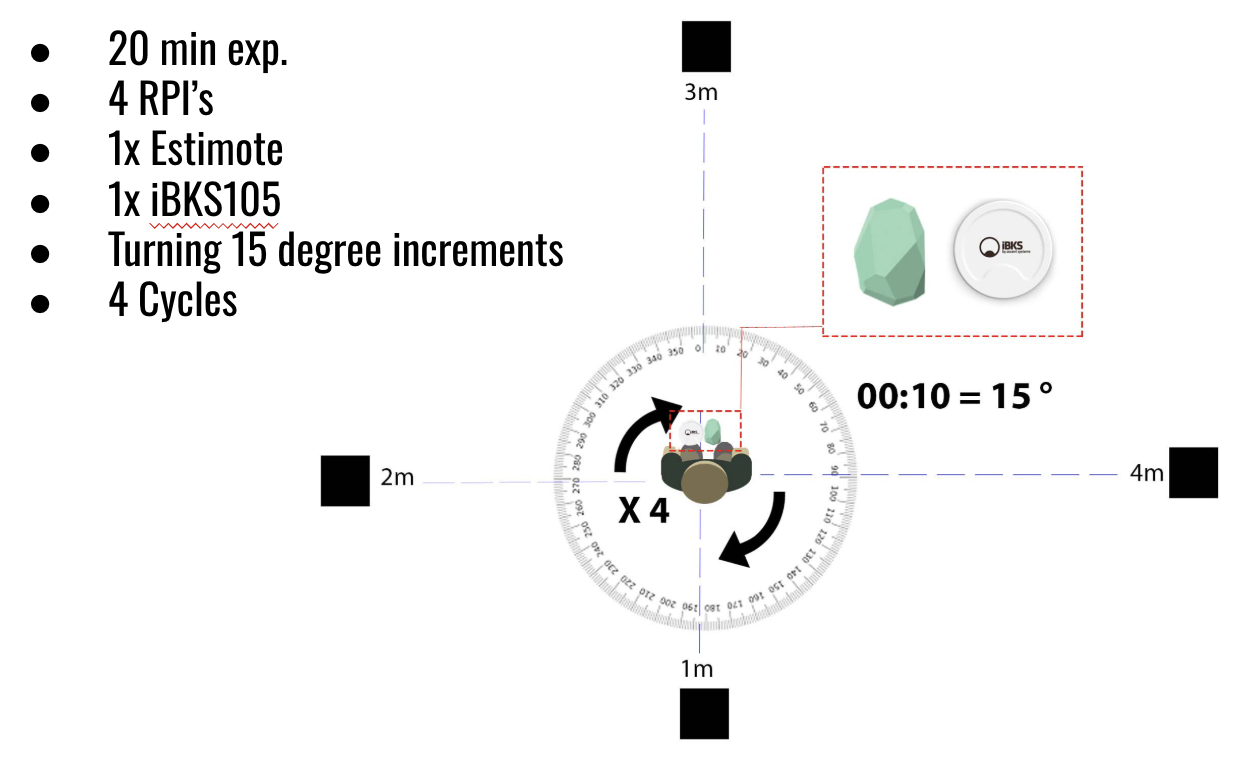 ● 20 min exp.
● 4 RPI's
● 1x Estimote
● 1x iBKS105
● Turning 15 degree increments
● 4 Cycles
3m
iBKS
00:10 = 15 °
2m
4m
X 4
1m
0 10 20 30 40 50 60 70 80 90 100 110 120 130 140 150 160 170 180 190 200 210 220 230 240 250 260 270 280 290 300 310 320 330 340 350